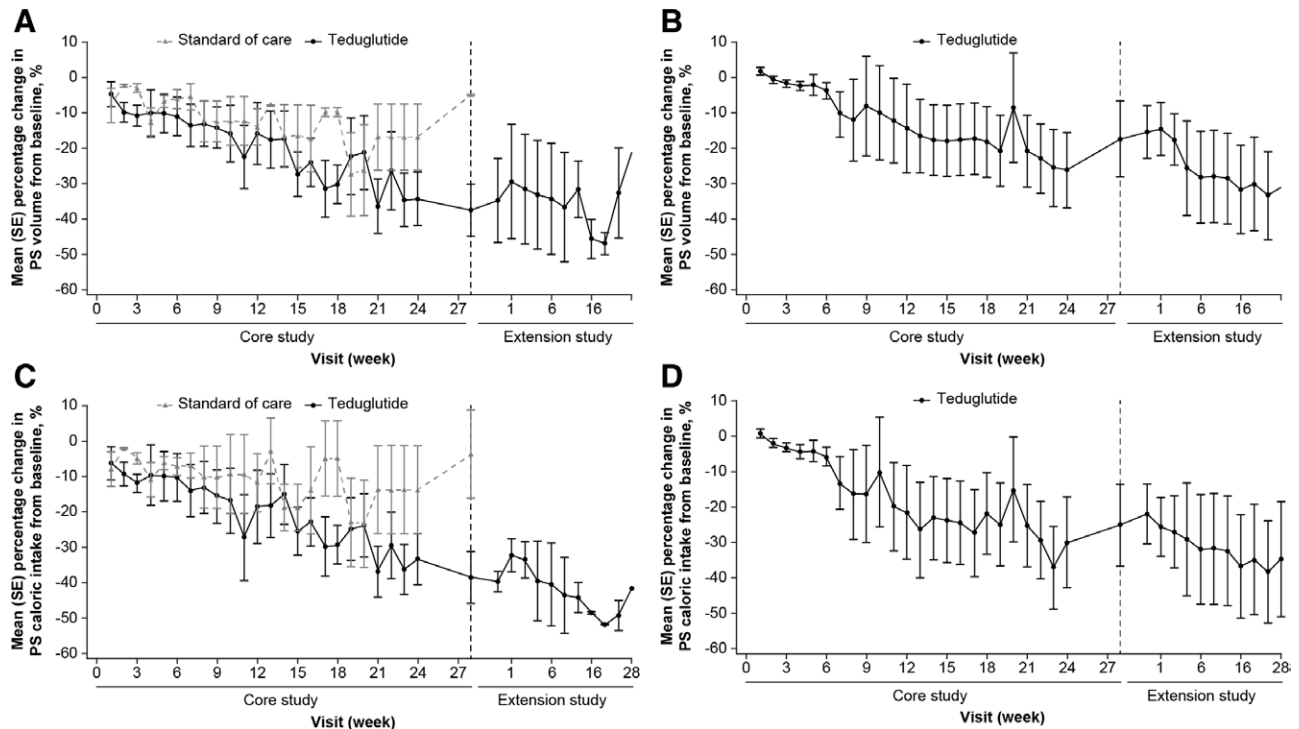 A
Standard of care Teduglutide
Mean (SE) percentage change in
PS volume from baseline, %
10
0
-10
-20
-30
-40
-50
-60
0 3 6 9 12 15 18 21 24 27 1 6 16
Core study Extension study
Visit (week)
B
Teduglutide
Mean (SE) percentage change in
PS volume from baseline, %
10
0
-10
-20
-30
-40
-50
-60
0 3 6 9 12 15 18 21 24 27 1 6 16
Core study Extension study
Visit (week)
C
Standard of care Teduglutide
Mean (SE) percentage change in
PS caloric intake from baseline, %
10
0
-10
-20
-30
-40
-50
-60
0 3 6 9 12 15 18 21 24 27 1 6 16 28
Core study Extension study
Visit (week)
D
Teduglutide
Mean (SE) percentage change in
PS caloric intake from baseline, %
10
0
-10
-20
-30
-40
-50
-60
0 3 6 9 12 15 18 21 24 27 1 6 16 28
Core study Extension study
Visit (week)